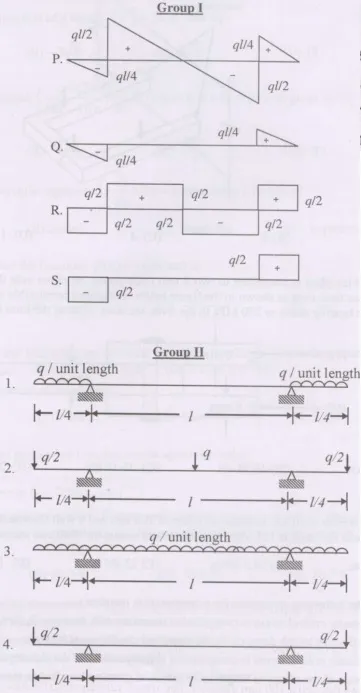 Group I
ql/2
+
ql/4
+
P.
−
ql/4
−
ql/2
ql/4
+
Q.
−
ql/4
q/2
+
q/2
+
q/2
R.
−
q/2
q/2
−
q/2
q/2
+
S.
−
q/2
Group II
q / unit length
q / unit length
1.
l/4
l
l/4
q/2
q
q/2
2.
l/4
l
l/4
q / unit length
3.
l/4
l
l/4
q/2
q/2
4.
l/4
l
l/4